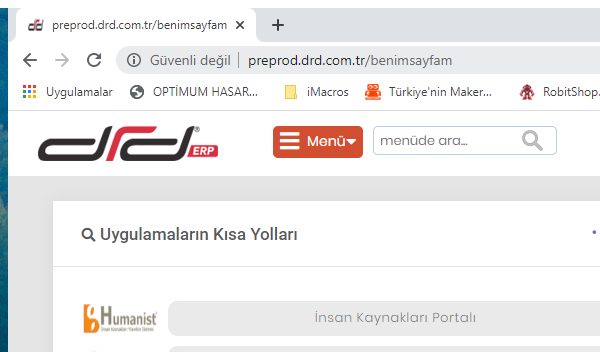 preprod.drd.com.tr/benimsayfam
Güvenli değil
preprod.drd.com.tr/benimsayfam
Uygulamalar
OPTİMUM HASAR...
iMacros
Türkiye'nin Maker...
RobitShop.
drd® ERP
Menü
menüde ara...
Uygulamaların Kısa Yolları
Humanist
İnsan Kaynakları Portalı